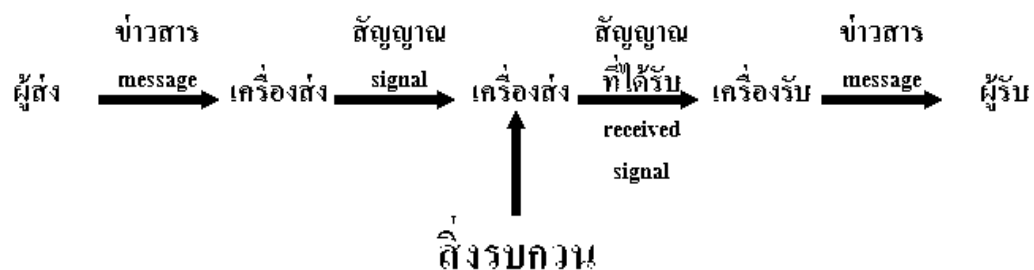 ข่าวสาร สัญญาณ สัญญาณ ข่าวสาร
ผู้ส่ง message เครื่องส่ง signal เครื่องส่ง ที่ได้รับ เครื่องรับ message ผู้รับ
received
signal
สิ่งรบกวน